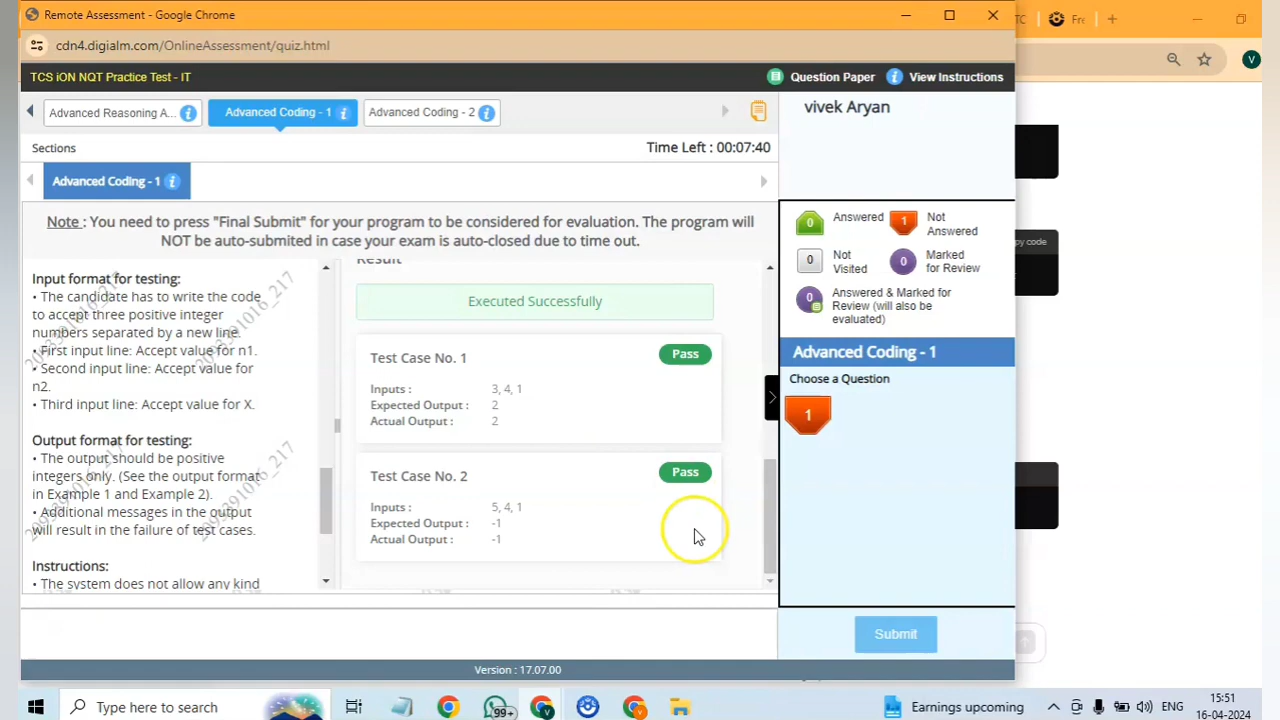 Remote Assessment - Google Chrome
cdn4.digialm.com/OnlineAssessment/quiz.html
TCS iON NQT Practice Test - IT
Question Paper
View Instructions
Advanced Reasoning A...
Advanced Coding - 1
Advanced Coding - 2
vivek Aryan
Sections
Time Left : 00:07:40
Advanced Coding - 1
Note : You need to press "Final Submit" for your program to be considered for evaluation. The program will
NOT be auto-submited in case your exam is auto-closed due to time out.
Input format for testing:
• The candidate has to write the code
to accept three positive integer
numbers separated by a new line.
• First input line: Accept value for n1.
• Second input line: Accept value for
n2.
• Third input line: Accept value for X.
Output format for testing:
• The output should be positive
integers only. (See the output format
in Example 1 and Example 2).
• Additional messages in the output
will result in the failure of test cases.
Instructions:
• The system does not allow any kind
2093391016_217
2093391016_217
2093391016_217
2093391016_217
Result
Executed Successfully
Test Case No. 1
Pass
Inputs :
3, 4, 1
Expected Output :
2
Actual Output :
2
Test Case No. 2
Pass
Inputs :
5, 4, 1
Expected Output :
-1
Actual Output :
-1
0
Answered
1
Not
Answered
0
Not
Visited
0
Marked
for Review
0
Answered & Marked for
Review (will also be
evaluated)
Advanced Coding - 1
Choose a Question
1
Submit
Version : 17.07.00
TC
Fre
V
py code
Type here to search
99+
Earnings upcoming
ENG
15:51
16-04-2024